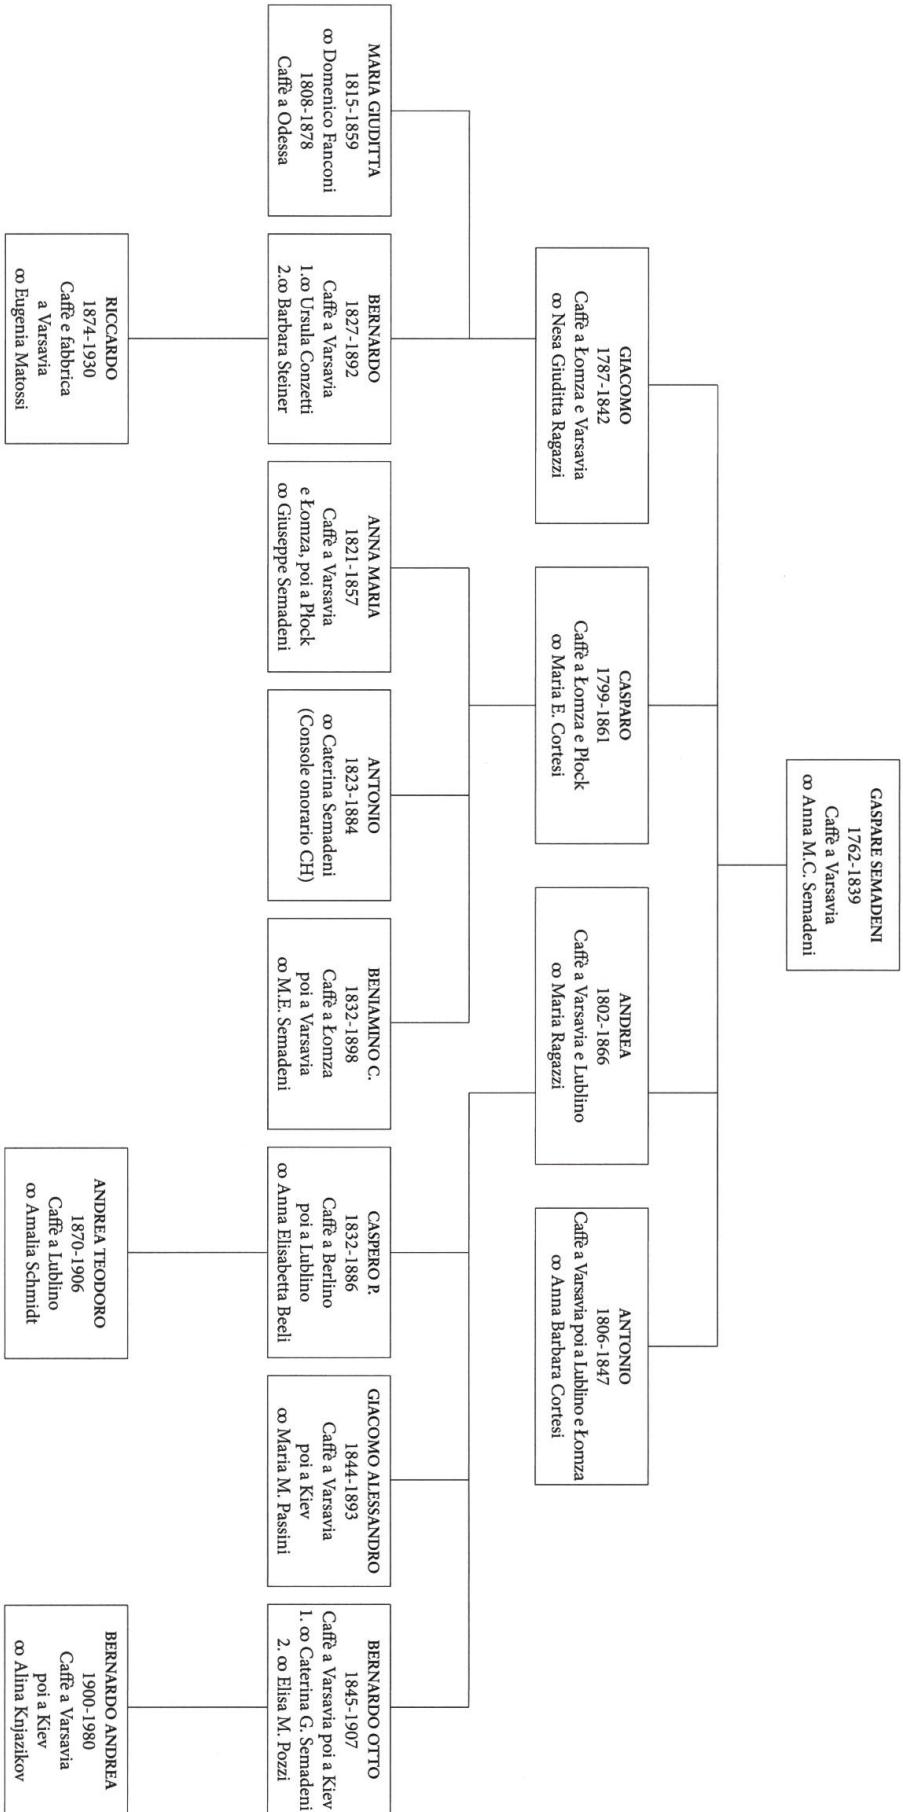 GASPARE SEMADENI
1762-1839
Caffè a Varsavia
ꝏ Anna M.C. Semadeni
GIACOMO
1787-1842
Caffè a Łomza e Varsavia
ꝏ Nesa Giuditta Ragazzi
CASPARO
1799-1861
Caffè a Łomza e Płock
ꝏ Maria E. Cortesi
ANDREA
1802-1866
Caffè a Varsavia e Lublino
ꝏ Maria Ragazzi
ANTONIO
1806-1847
Caffè a Varsavia poi a Lublino e Łomza
ꝏ Anna Barbara Cortesi
MARIA GIUDITTA
1815-1859
ꝏ Domenico Fanconi
1808-1878
Caffè a Odessa
BERNARDO
1827-1892
Caffè a Varsavia
1.ꝏ Ursula Conzetti
2.ꝏ Barbara Steiner
ANNA MARIA
1821-1857
Caffè a Varsavia
e Łomza, poi a Płock
ꝏ Giuseppe Semadeni
ANTONIO
1823-1884
ꝏ Caterina Semadeni
(Console onorario CH)
BENIAMINO C.
1832-1898
Caffè a Łomza
poi a Varsavia
ꝏ M.E. Semadeni
CASPERO P.
1832-1886
Caffè a Berlino
poi a Lublino
ꝏ Anna Elisabetta Beeli
GIACOMO ALESSANDRO
1844-1893
Caffè a Varsavia
poi a Kiev
ꝏ Maria M. Passini
BERNARDO OTTO
1845-1907
Caffè a Varsavia poi a Kiev
1. ꝏ Caterina G. Semadeni
2. ꝏ Elisa M. Pozzi
RICCARDO
1874-1930
Caffè e fabbrica
a Varsavia
ꝏ Eugenia Matossi
ANDREA TEODORO
1870-1906
Caffè a Lublino
ꝏ Amalia Schmidt
BERNARDO ANDREA
1900-1980
Caffè a Varsavia
poi a Kiev
ꝏ Alina Knjazikov